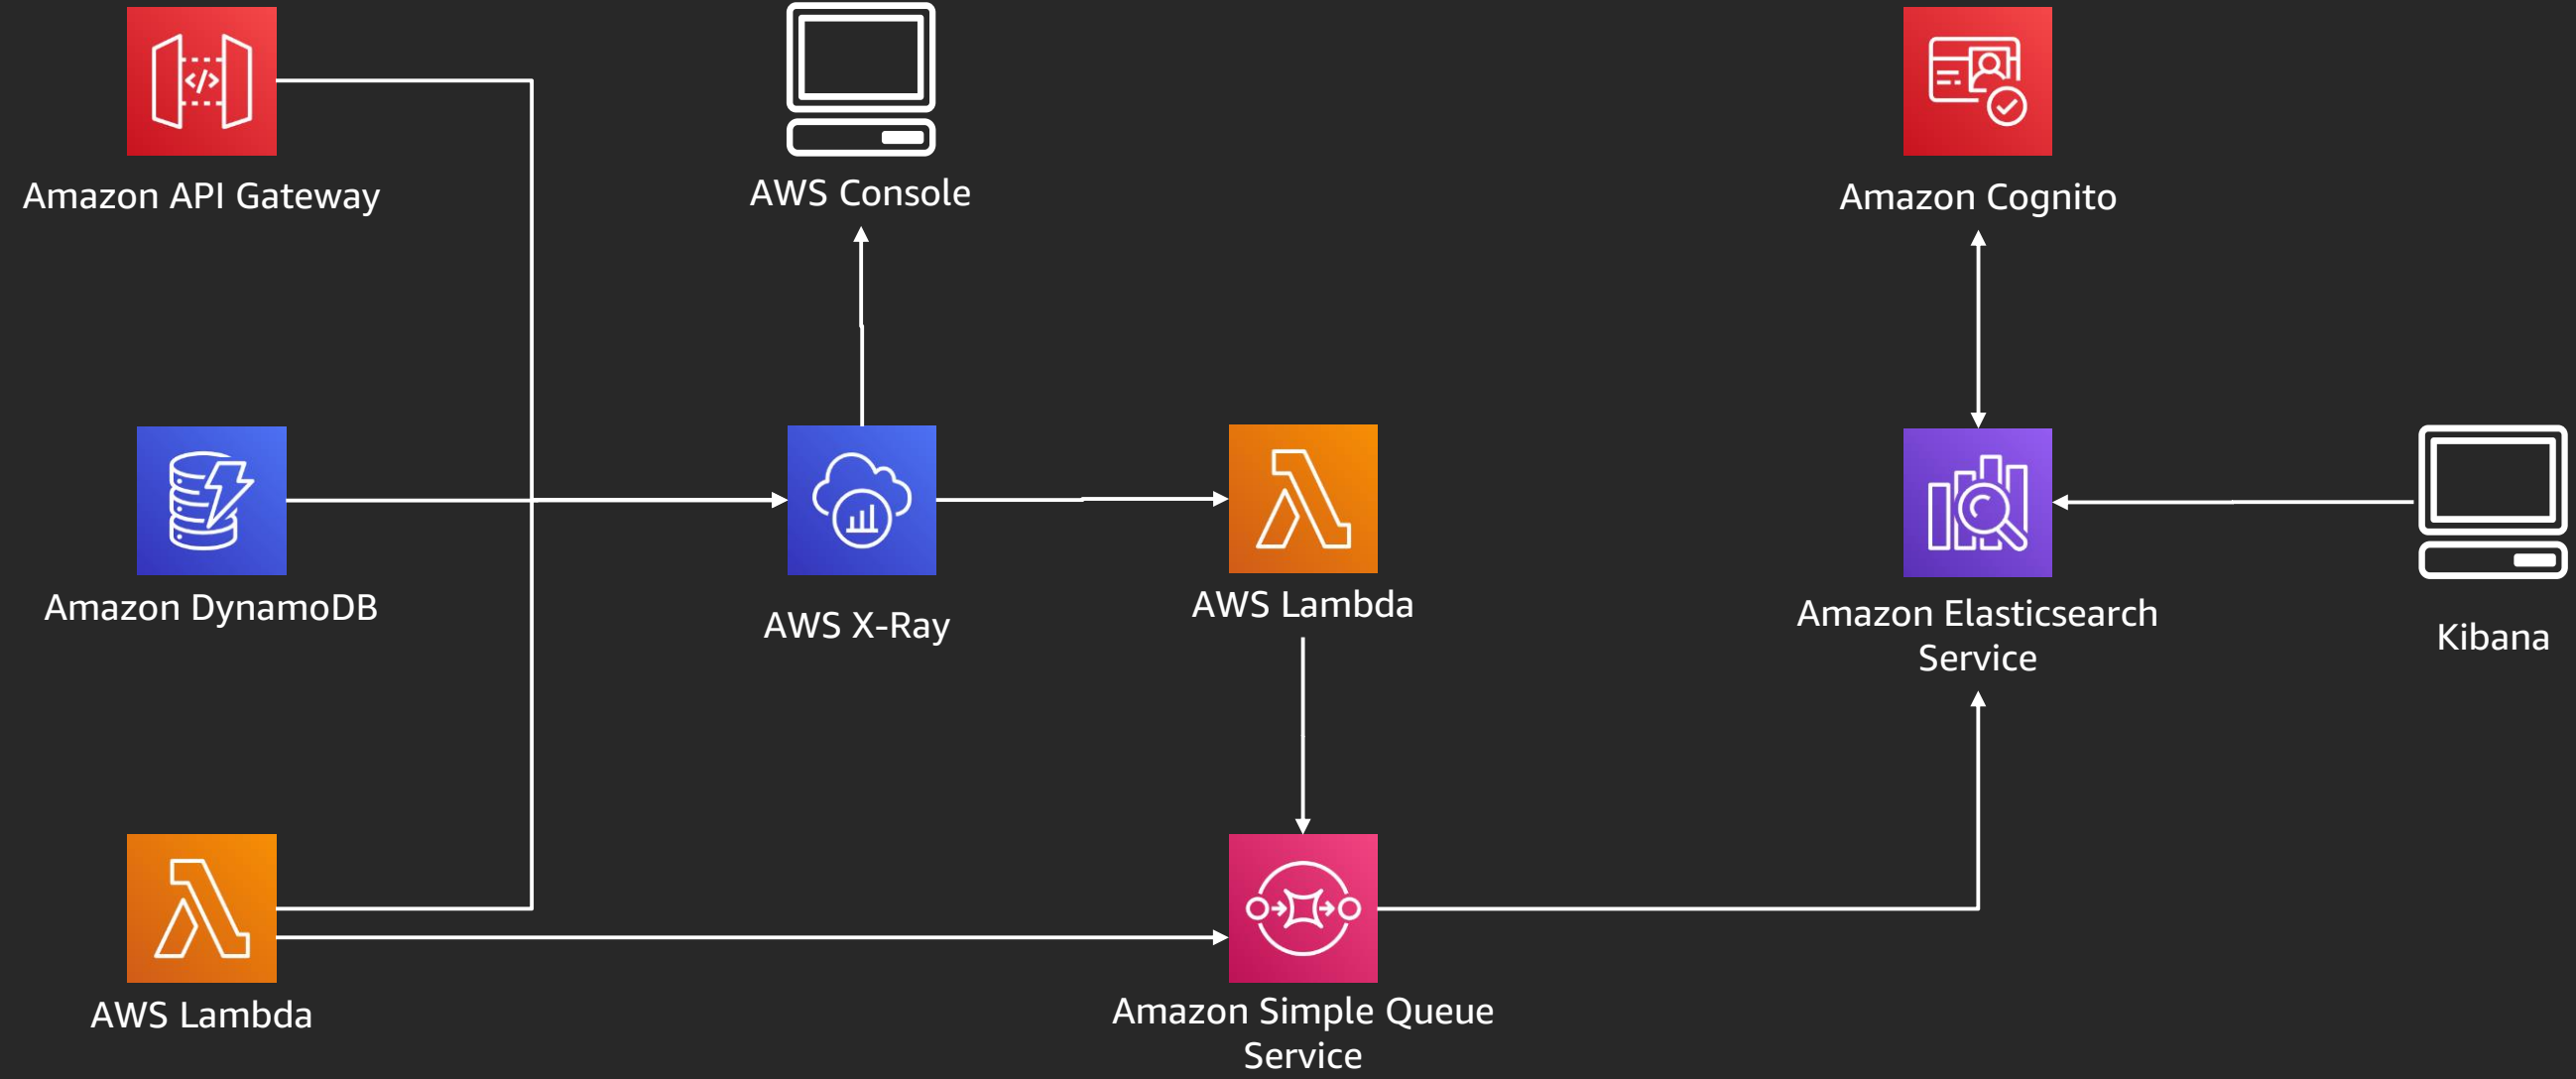 Amazon API Gateway
AWS Console
Amazon Cognito
Amazon DynamoDB
AWS X-Ray
AWS Lambda
Amazon Elasticsearch
Service
Kibana
AWS Lambda
Amazon Simple Queue
Service